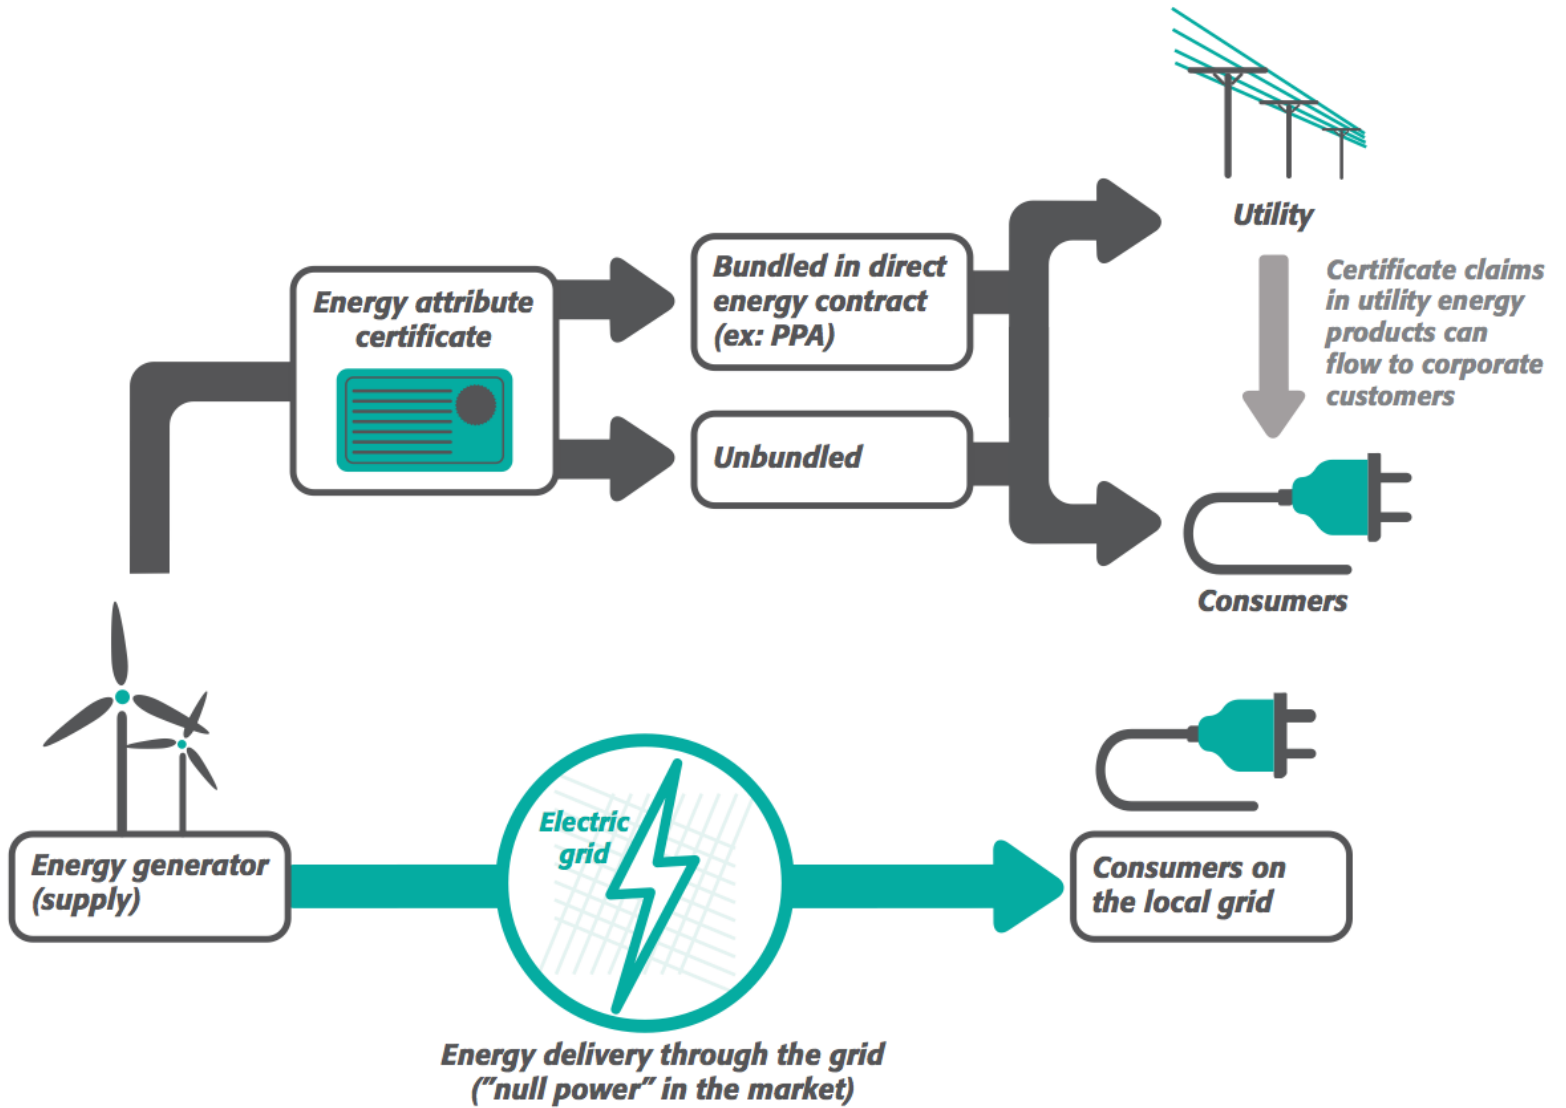 Utility
Certificate claims
in utility energy
products can
flow to corporate
customers
Energy attribute
certificate
Bundled in direct
energy contract
(ex: PPA)
Unbundled
Consumers
Energy generator
(supply)
Electric
grid
Consumers on
the local grid
Energy delivery through the grid
(”null power” in the market)